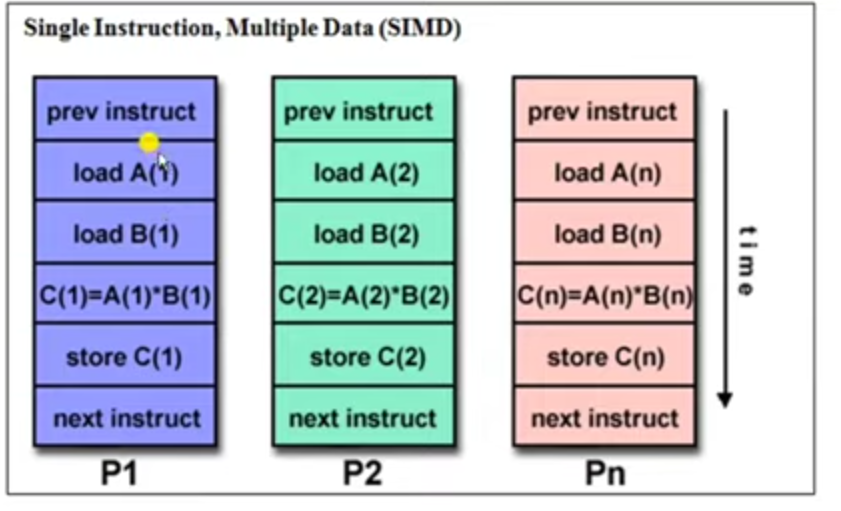 Single Instruction, Multiple Data (SIMD)
prev instruct
load A(1)
load B(1)
C(1)=A(1)*B(1)
store C(1)
next instruct
P1
prev instruct
load A(2)
load B(2)
C(2)=A(2)*B(2)
store C(2)
next instruct
P2
prev instruct
load A(n)
load B(n)
C(n)=A(n)*B(n)
store C(n)
next instruct
Pn
time